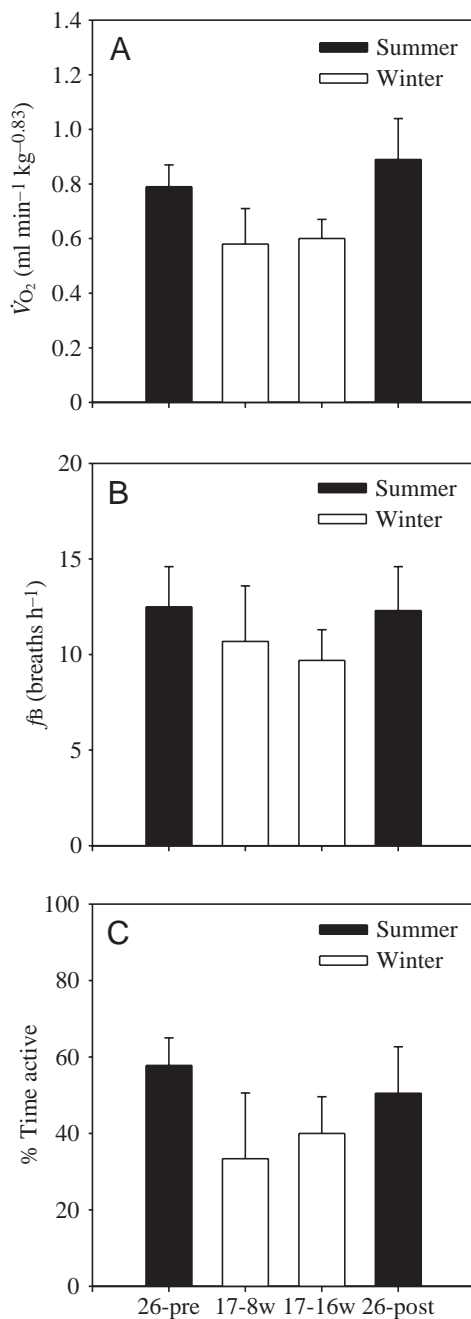 1.4
1.2
1.0
0.8
0.6
0.4
0.2
0
A
Summer
Winter
V̇O₂ (ml min⁻¹ kg⁻⁰·⁸³)
20
15
10
5
0
B
Summer
Winter
fB (breaths h⁻¹)
100
80
60
40
20
0
C
Summer
Winter
% Time active
26-pre 17-8w 17-16w 26-post